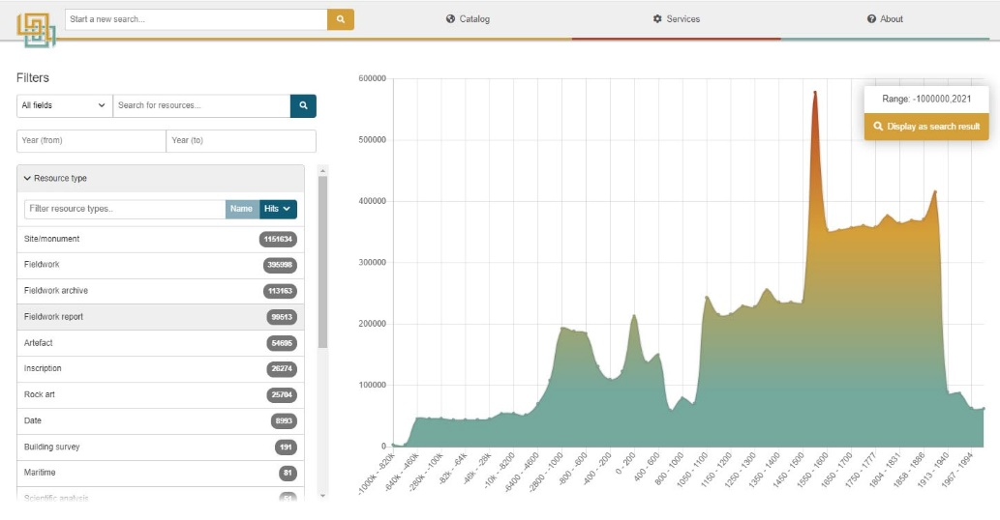 Start a new search...
Catalog
Services
About
Filters
All fields
Search for resources...
Year (from)
Year (to)
Resource type
Filter resource types..
Name
Hits
Site/monument
1151634
Fieldwork
395998
Fieldwork archive
113163
Fieldwork report
99613
Artefact
54695
Inscription
26274
Rock art
25704
Date
8993
Building survey
191
Maritime
81
Scientific analysis
51
Range: -1000000,2021
Display as search result
600000
500000
400000
300000
200000
100000
0
-1000k - -820k
-640k - -460k
-280k - -100k
-82k - -64k
-46k - -28k
-10k - -8200
-6400 - -4600
-2800 - -1000
-800 - -600
-400 - -200
0 - 200
400 - 600
800 - 1000
1050 - 1100
1150 - 1200
1250 - 1300
1350 - 1400
1450 - 1500
1550 - 1600
1650 - 1700
1750 - 1777
1804 - 1831
1858 - 1886
1913 - 1940
1967 - 1994